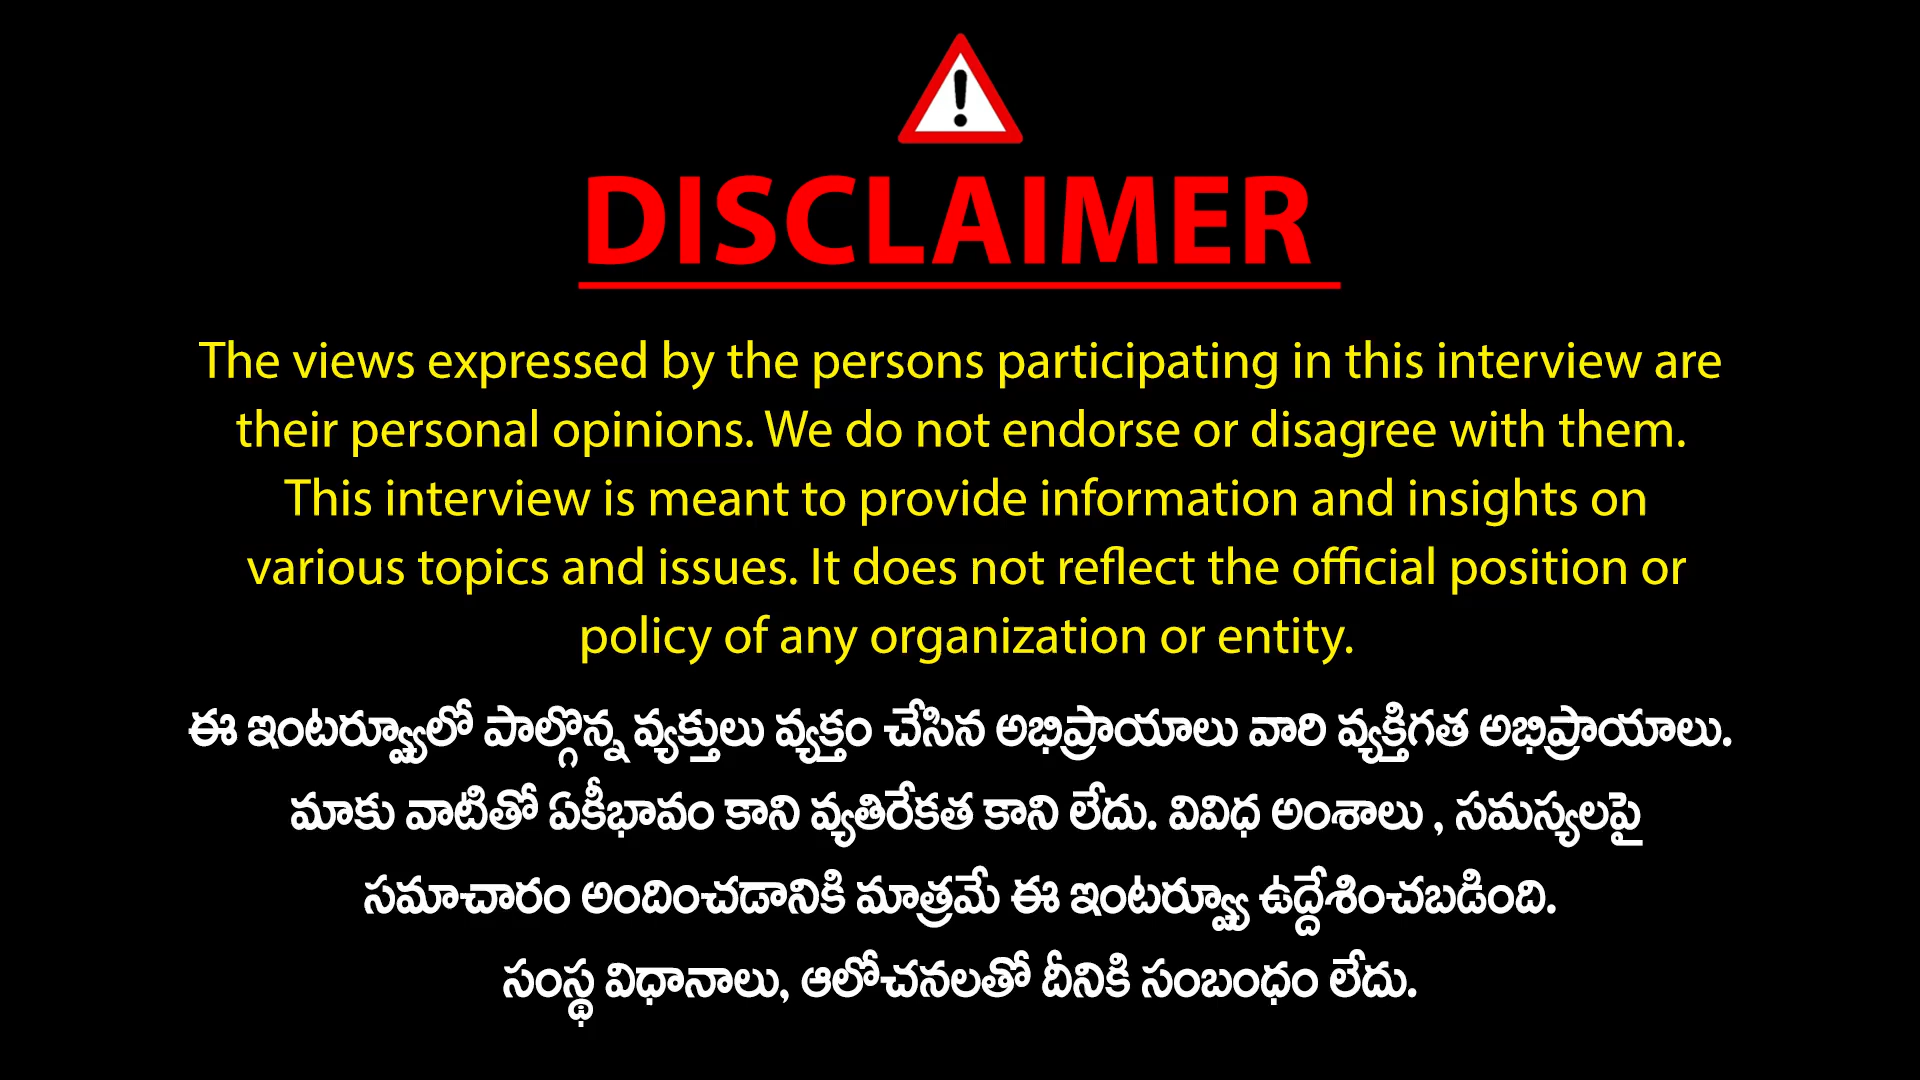 DISCLAIMER
The views expressed by the persons participating in this interview are
their personal opinions. We do not endorse or disagree with them.
This interview is meant to provide information and insights on
various topics and issues. It does not reflect the official position or
policy of any organization or entity.
ఈ ఇంటర్వ్యూలో పాల్గొన్న వ్యక్తులు వ్యక్తం చేసిన అభిప్రాయాలు వారి వ్యక్తిగత అభిప్రాయాలు.
మాకు వాటితో ఏకీభావం కాని వ్యతిరేకత కాని లేదు. వివిధ అంశాలు , సమస్యలపై
సమాచారం అందించడానికి మాత్రమే ఈ ఇంటర్వ్యూ ఉద్దేశించబడింది.
సంస్థ విధానాలు, ఆలోచనలతో దీనికి సంబంధం లేదు.